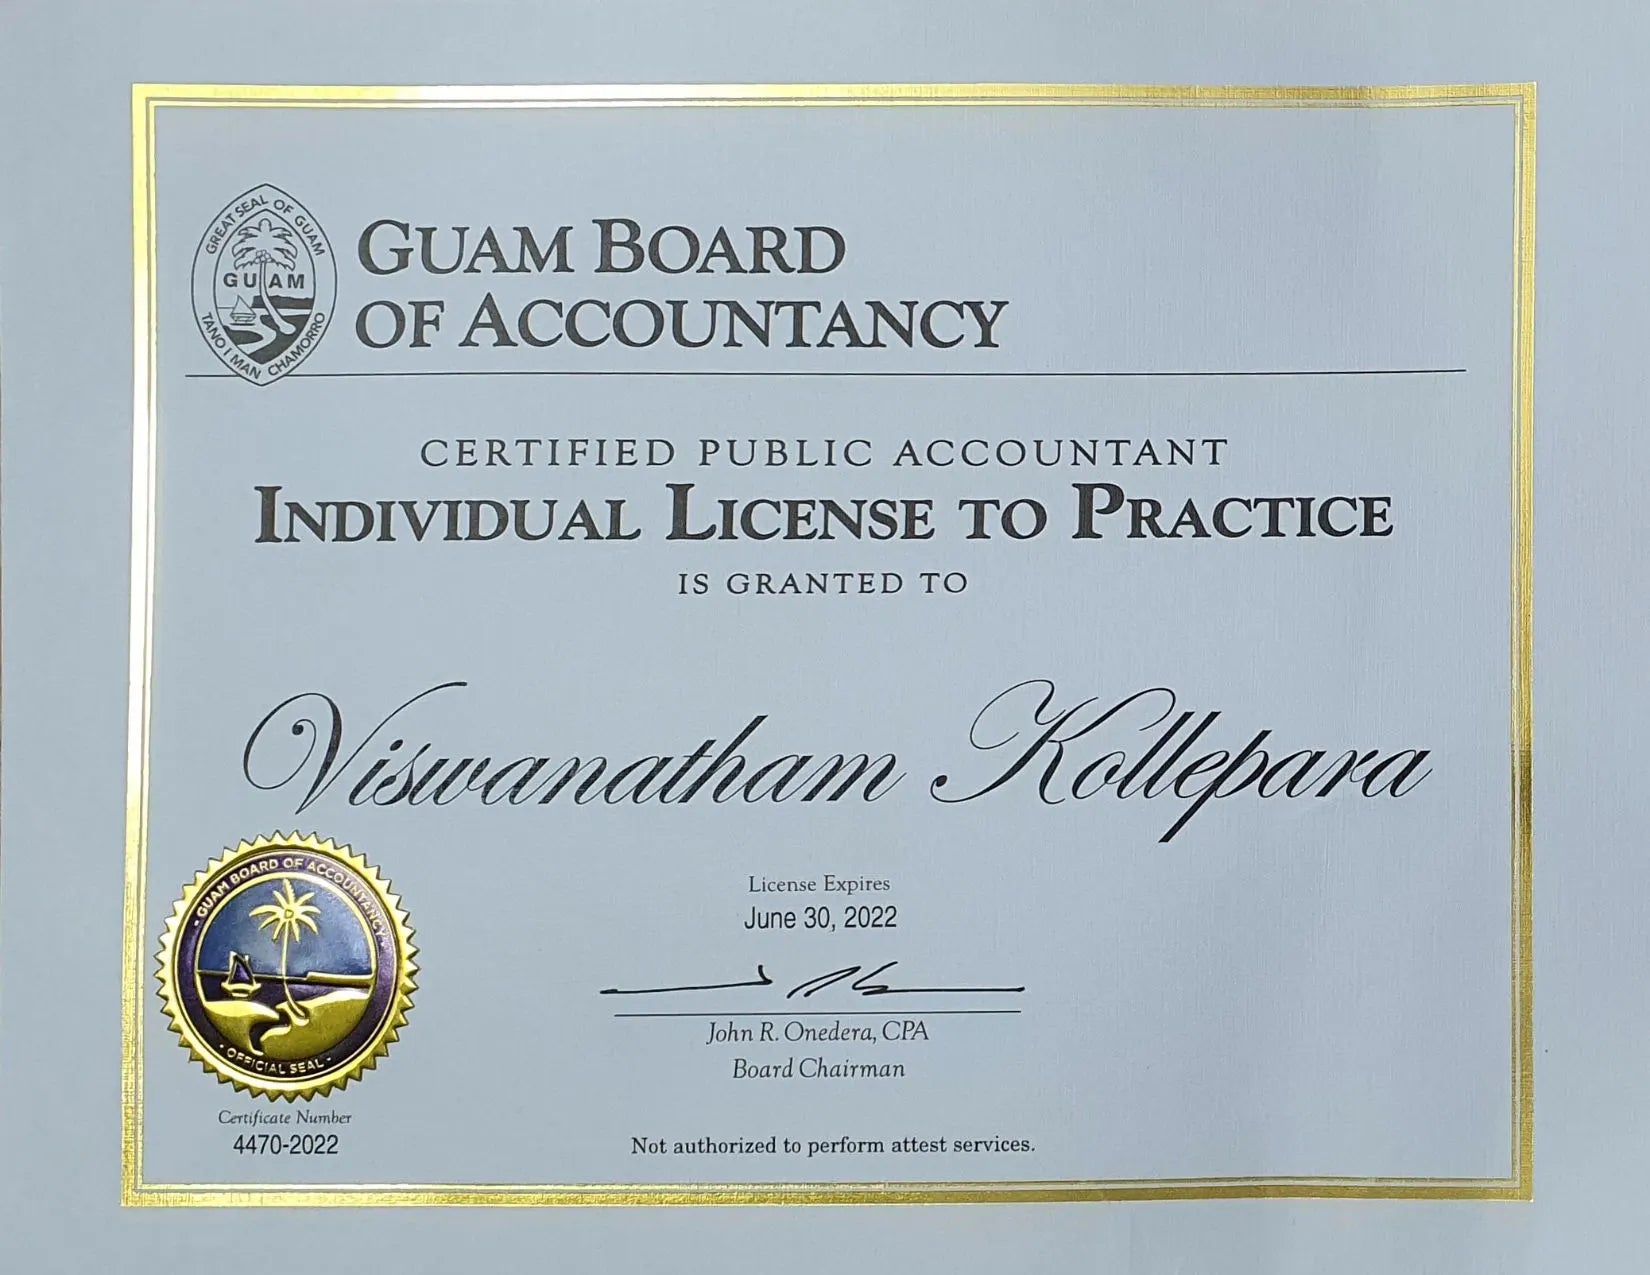 GREAT SEAL OF GUAM
GUAM
TANO I MAN CHAMORRO
GUAM BOARD
OF ACCOUNTANCY
CERTIFIED PUBLIC ACCOUNTANT
INDIVIDUAL LICENSE TO PRACTICE
IS GRANTED TO
Viswanatham Kollepara
GUAM BOARD OF ACCOUNTANCY
OFFICIAL SEAL
License Expires
June 30, 2022
John R. Onedera, CPA
Board Chairman
Certificate Number
4470-2022
Not authorized to perform attest services.